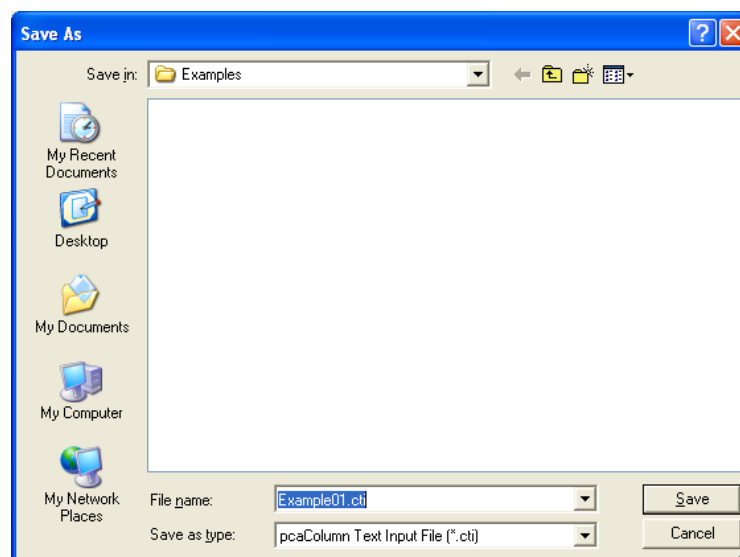 Save As
Save in: Examples
My Recent
Documents
Desktop
My Documents
My Computer
My Network
Places
File name: Example01.cti Save
Save as type: pcaColumn Text Input File (*.cti) Cancel